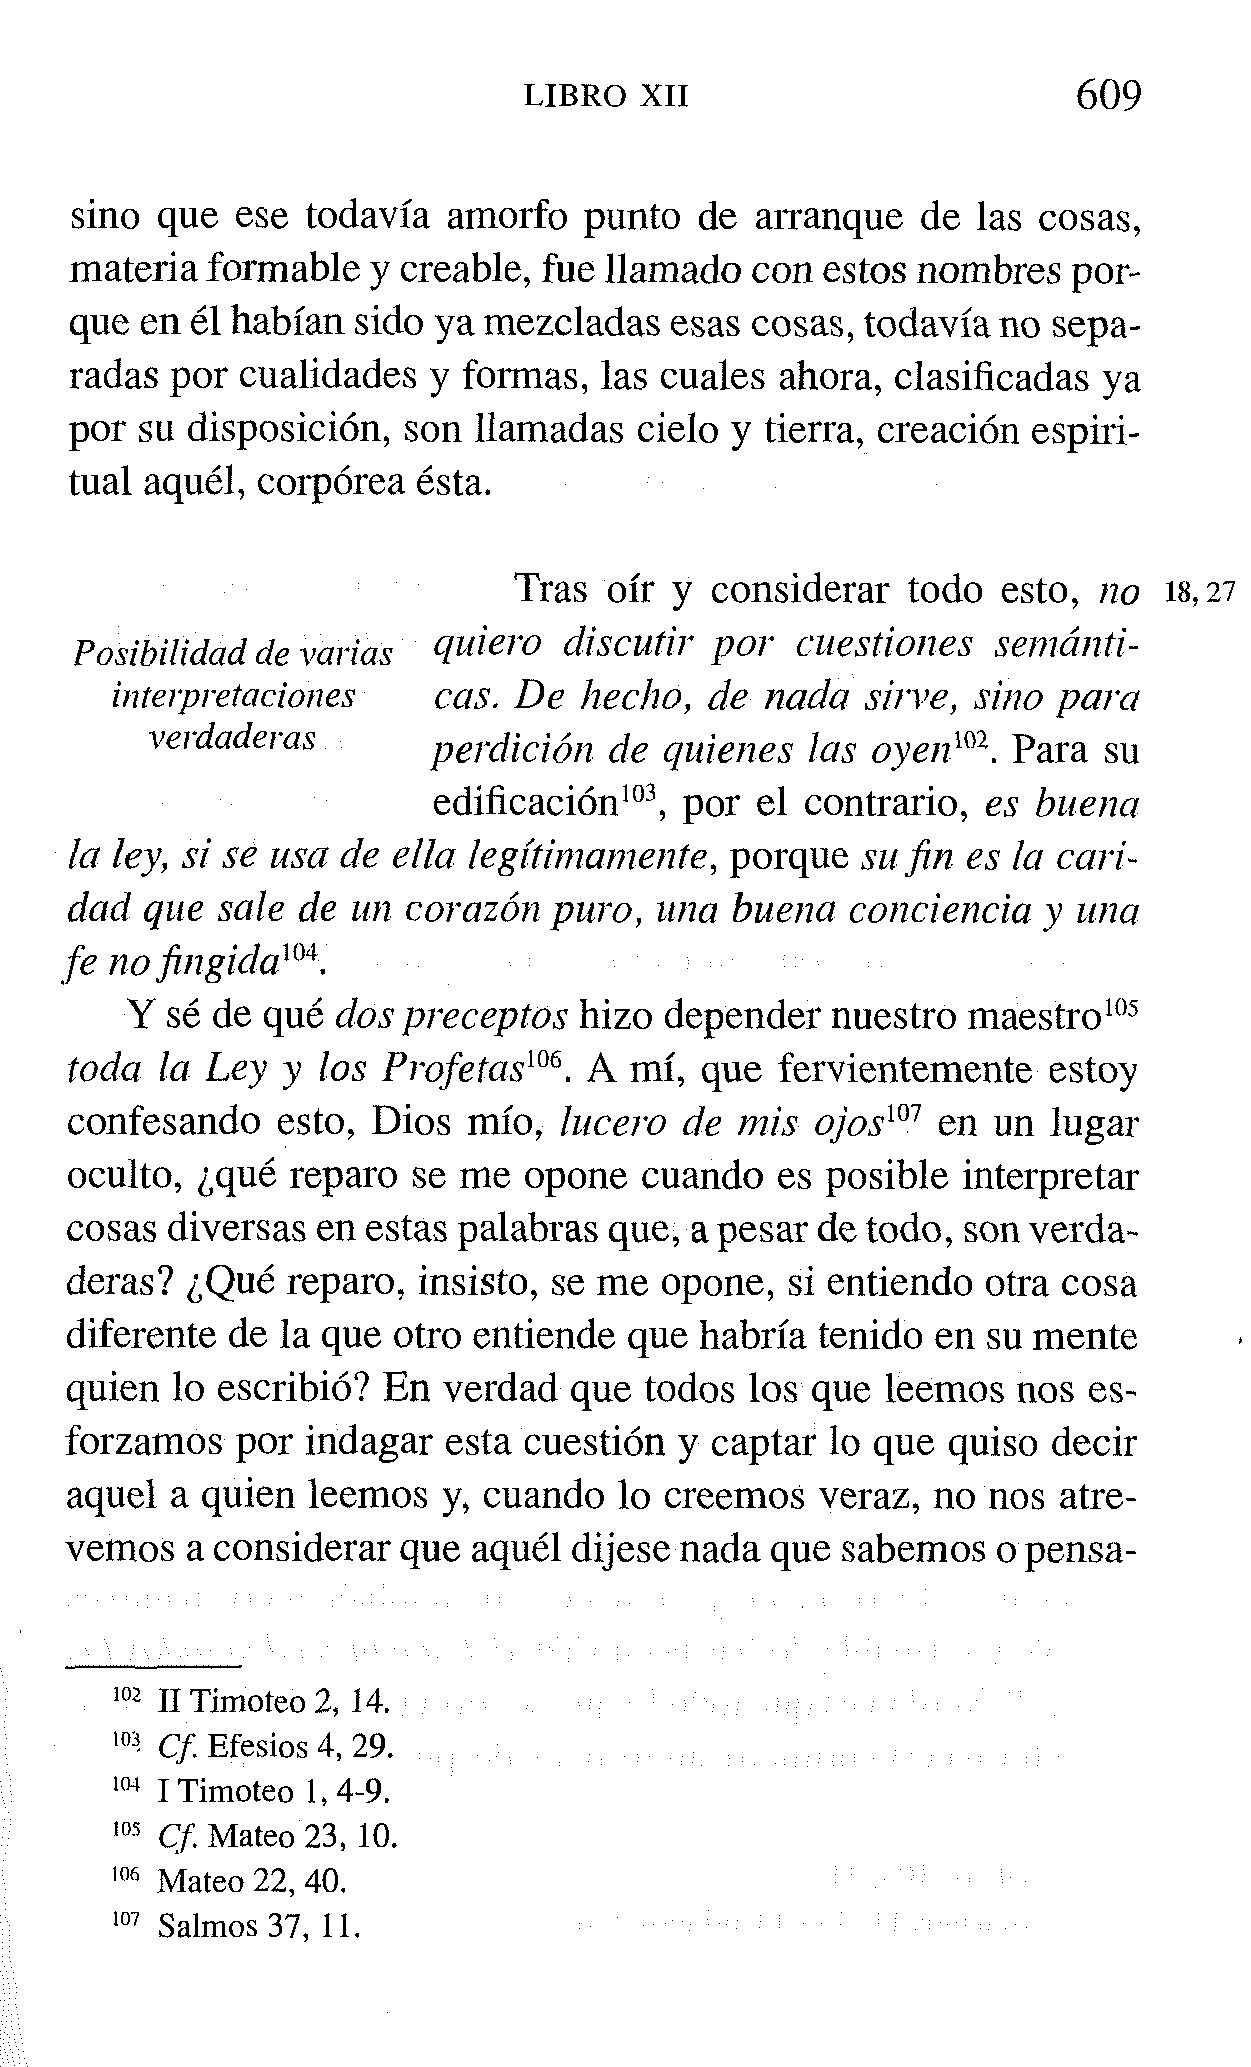 LIBRO XII 609
sino que ese todavía amorfo punto de arranque de las cosas,
materia formable y creable, fue llamado con estos nombres por-
que en él habían sido ya mezcladas esas cosas, todavía no sepa-
radas por cualidades y formas, las cuales ahora, clasificadas ya
por su disposición, son llamadas cielo y tierra, creación espiri-
tual aquél, corpórea ésta.
Posibilidad de varias
interpretaciones
verdaderas
Tras oír y considerar todo esto, no 18, 27
quiero discutir por cuestiones semánti-
cas. De hecho, de nada sirve, sino para
perdición de quienes las oyen¹⁰². Para su
edificación¹⁰³, por el contrario, es buena
la ley, si se usa de ella legítimamente, porque su fin es la cari-
dad que sale de un corazón puro, una buena conciencia y una
fe no fingida¹⁰⁴.
Y sé de qué dos preceptos hizo depender nuestro maestro¹⁰⁵
toda la Ley y los Profetas¹⁰⁶. A mí, que fervientemente estoy
confesando esto, Dios mío, lucero de mis ojos¹⁰⁷ en un lugar
oculto, ¿qué reparo se me opone cuando es posible interpretar
cosas diversas en estas palabras que, a pesar de todo, son verda-
deras? ¿Qué reparo, insisto, se me opone, si entiendo otra cosa
diferente de la que otro entiende que habría tenido en su mente
quien lo escribió? En verdad que todos los que leemos nos es-
forzamos por indagar esta cuestión y captar lo que quiso decir
aquel a quien leemos y, cuando lo creemos veraz, no nos atre-
vemos a considerar que aquél dijese nada que sabemos o pensa-
¹⁰² II Timoteo 2, 14.
¹⁰³ Cf. Efesios 4, 29.
¹⁰⁴ I Timoteo 1, 4-9.
¹⁰⁵ Cf. Mateo 23, 10.
¹⁰⁶ Mateo 22, 40.
¹⁰⁷ Salmos 37, 11.